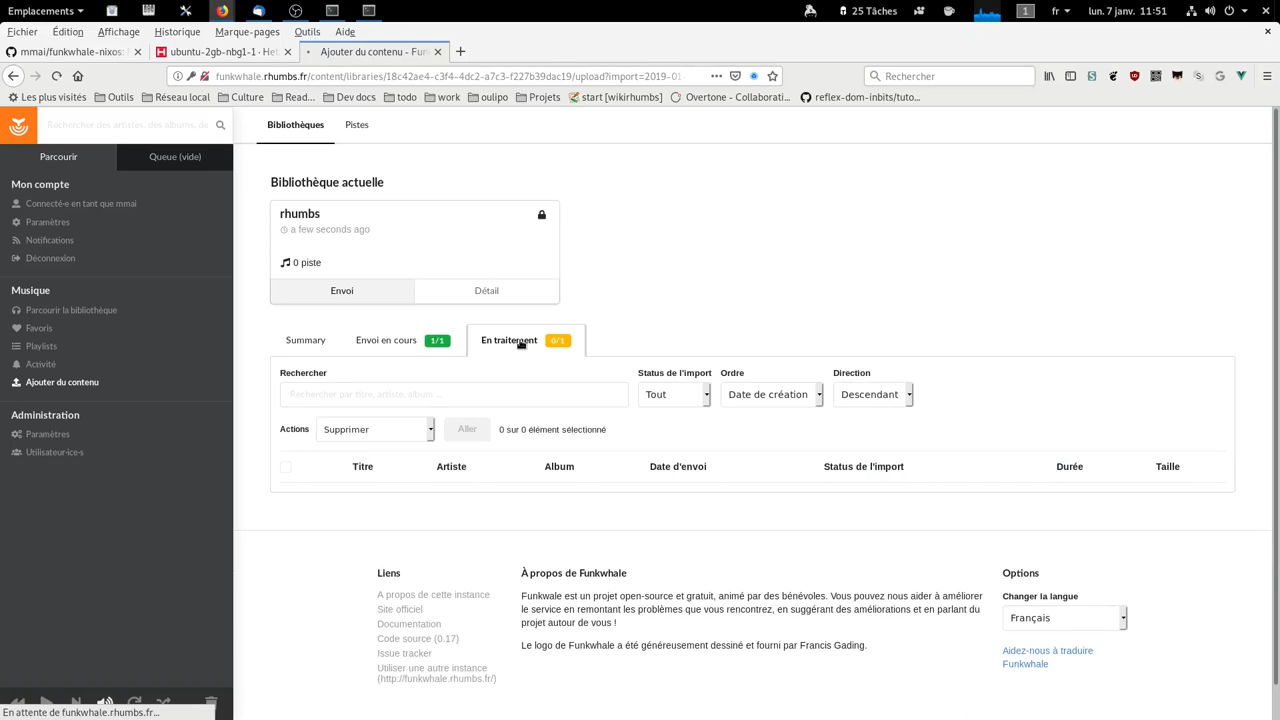 Emplacements
25 Tâches
1
fr
lun. 7 janv. 11:51
Fichier Édition Affichage Historique Marque-pages Outils Aide
mmai/funkwhale-nixos:
ubuntu-2gb-nbg1-1 · Het
Ajouter du contenu - Fun
funkwhale.rhumbs.fr/content/libraries/18c42ae4-c3f4-4dc2-a7c3-f227b39dac19/upload?import=2019-01
Rechercher
Les plus visités Outils Réseau local Culture Read... Dev docs todo work oulipo Projets start [wikirhumbs] Overtone - Collaborati... reflex-dom-inbits/tuto...
Rechercher des artistes, des albums, de
Bibliothèques Pistes
Parcourir Queue (vide)
Mon compte
Connecté·e en tant que mmai
Paramètres
Notifications
Déconnexion
Musique
Parcourir la bibliothèque
Favoris
Playlists
Activité
Ajouter du contenu
Administration
Paramètres
Utilisateur·ice·s
Bibliothèque actuelle
rhumbs
a few seconds ago
0 piste
Envoi Détail
Summary Envoi en cours 1/1 En traitement 0/1
Rechercher Status de l'import Ordre Direction
Rechercher par titre, artiste, album ... Tout Date de création Descendant
Actions Supprimer Aller 0 sur 0 élément sélectionné
Titre Artiste Album Date d'envoi Status de l'import Durée Taille
Liens
A propos de cette instance
Site officiel
Documentation
Code source (0.17)
Issue tracker
Utiliser une autre instance
(http://funkwhale.rhumbs.fr/)
À propos de Funkwhale
Funkwale est un projet open-source et gratuit, animé par des bénévoles. Vous pouvez nous aider à améliorer
le service en remontant les problèmes que vous rencontrez, en suggérant des améliorations et en parlant du
projet autour de vous !
Le logo de Funkwhale a été généreusement dessiné et fourni par Francis Gading.
Options
Changer la langue
Français
Aidez-nous à traduire
Funkwhale
En attente de funkwhale.rhumbs.fr...